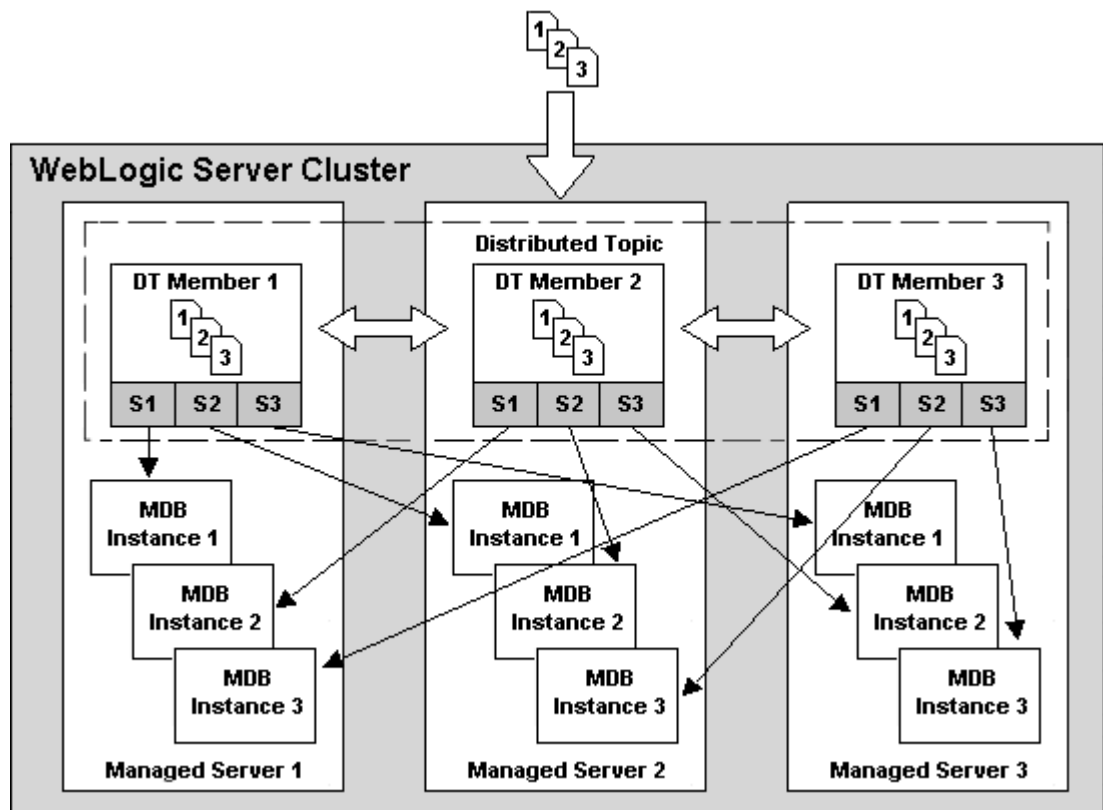 1
2
3
WebLogic Server Cluster
Distributed Topic
DT Member 1
1
2
3
S1 S2 S3
DT Member 2
1
2
3
S1 S2 S3
DT Member 3
1
2
3
S1 S2 S3
MDB
Instance 1
MDB
Instance 2
MDB
Instance 3
Managed Server 1
MDB
Instance 1
MDB
Instance 2
MDB
Instance 3
Managed Server 2
MDB
Instance 1
MDB
Instance 2
MDB
Instance 3
Managed Server 3